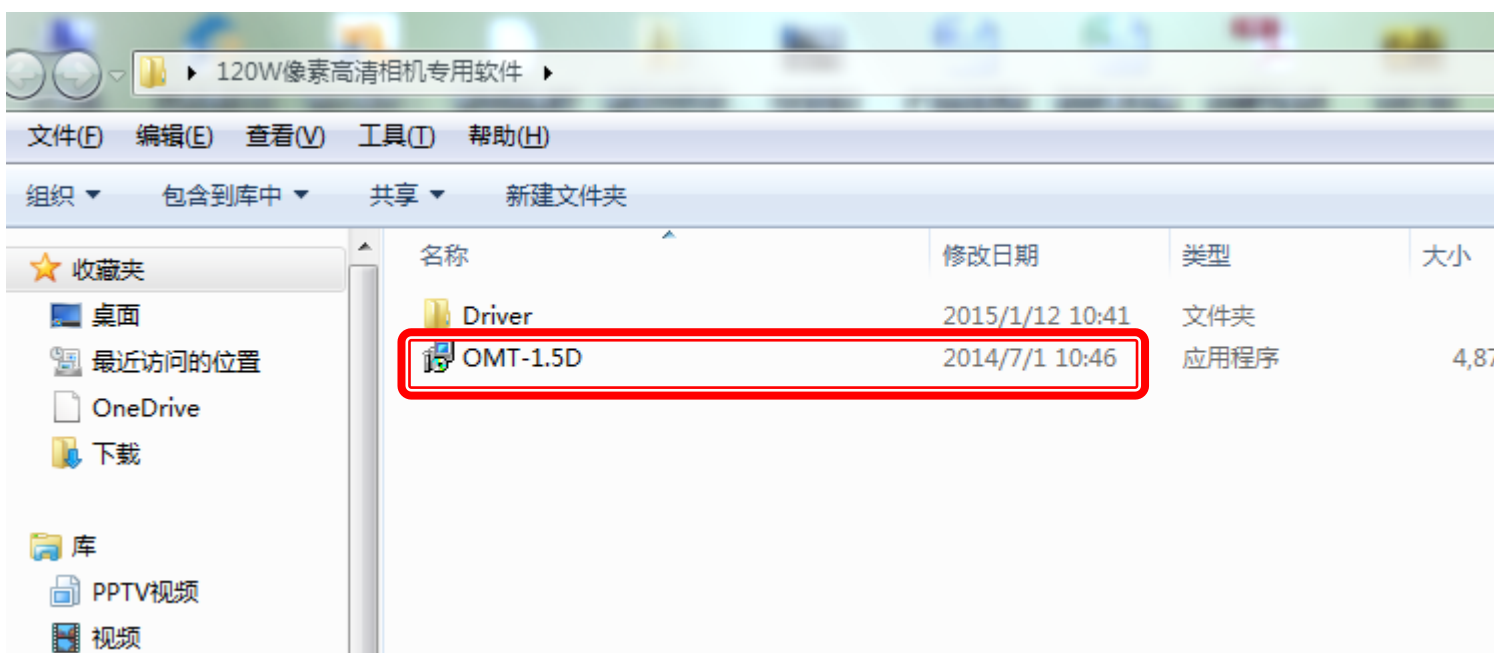 120W像素高清相机专用软件
文件(F) 编辑(E) 查看(V) 工具(T) 帮助(H)
组织 包含到库中 共享 新建文件夹
名称 修改日期 类型 大小
Driver 2015/1/12 10:41 文件夹
OMT-1.5D 2014/7/1 10:46 应用程序 4,87
收藏夹
桌面
最近访问的位置
OneDrive
下载
库
PPTV视频
视频